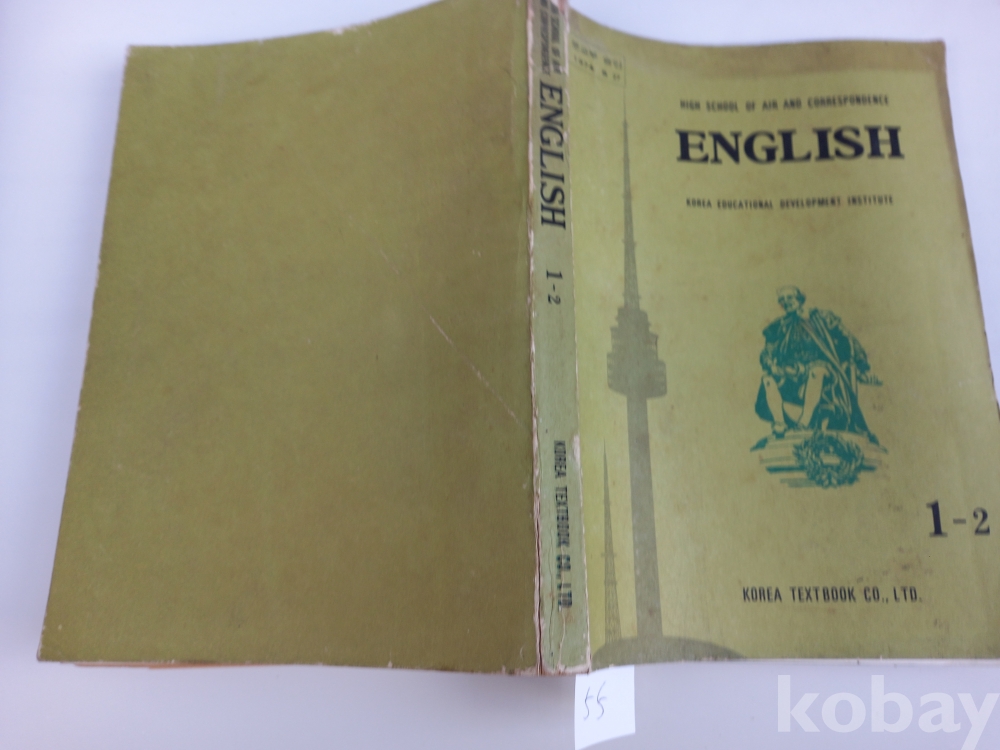 HIGH SCHOOL OF AIR AND CORRESPONDENCE
ENGLISH
KOREA EDUCATIONAL DEVELOPMENT INSTITUTE
1-2
KOREA TEXTBOOK CO., LTD.
ENGLISH
1-2
KOREA TEXTBOOK CO., LTD.
55
kobay